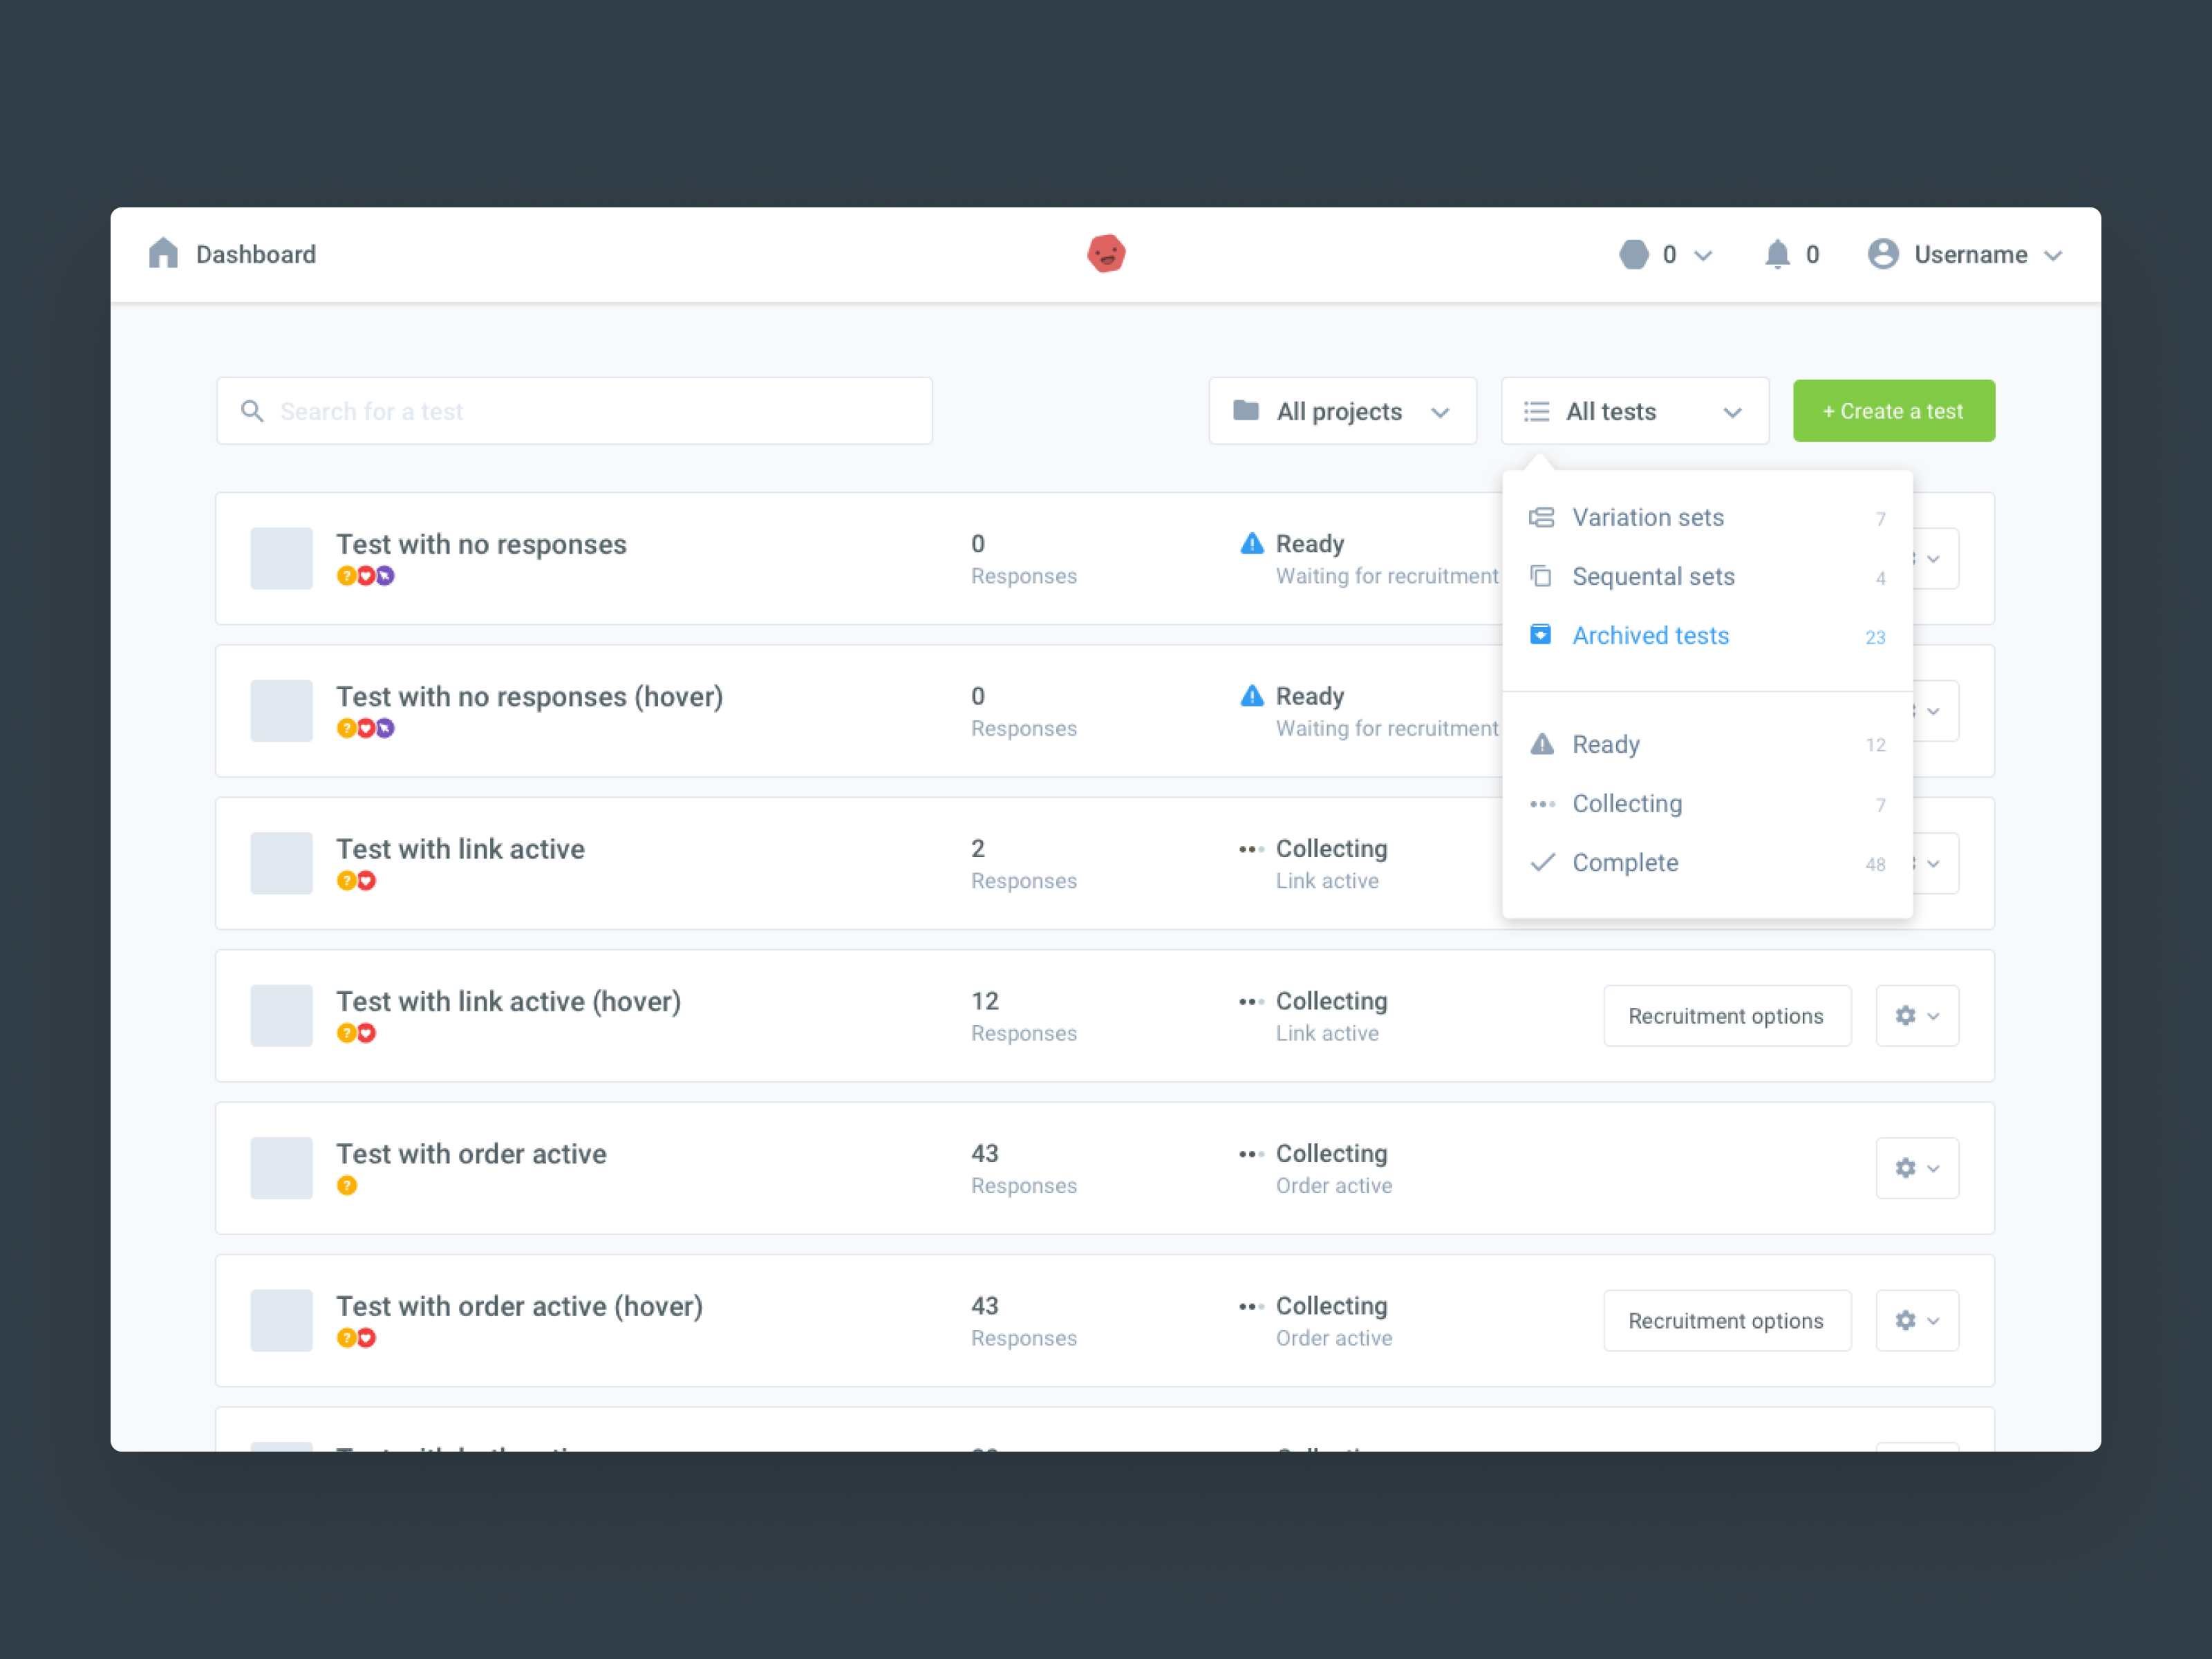 Dashboard
0
0
Username
Search for a test
All projects
All tests
+ Create a test
Variation sets 7
Sequental sets 4
Archived tests 23
Ready 12
Collecting 7
Complete 48
Test with no responses
0
Responses
Ready
Waiting for recruitment
Test with no responses (hover)
0
Responses
Ready
Waiting for recruitment
Test with link active
2
Responses
Collecting
Link active
Test with link active (hover)
12
Responses
Collecting
Link active
Recruitment options
Test with order active
43
Responses
Collecting
Order active
Test with order active (hover)
43
Responses
Collecting
Order active
Recruitment options